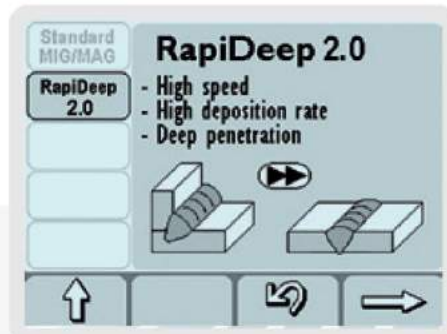 Standard
MIG/MAG
RapiDeep
2.0
RapiDeep 2.0
- High speed
- High deposition rate
- Deep penetration